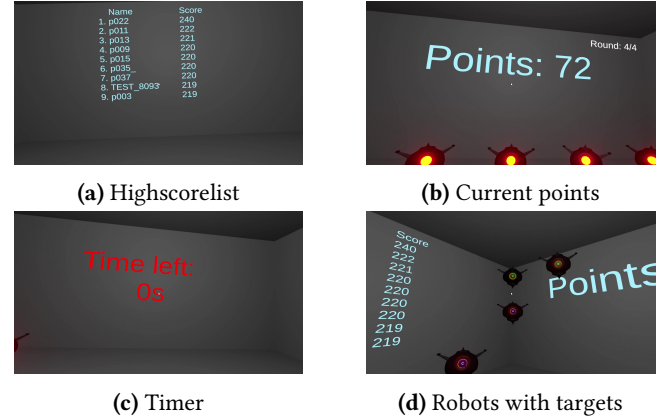 Name Score
1. p022 240
2. p011 222
3. p013 221
4. p009 220
5. p015 220
6. p035_ 220
7. p037 220
8. TEST_8093 219
9. p003 219
Round: 4/4
Points: 72
(a) Highscorelist
(b) Current points
Time left:
0s
Score
240
222
221
220
220
220
220
219
219
Points
(c) Timer
(d) Robots with targets